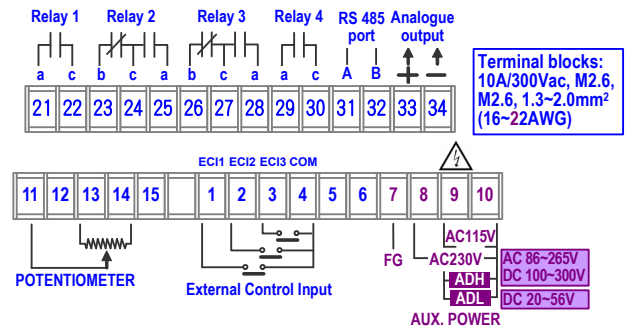 Relay 1 Relay 2 Relay 3 Relay 4 RS 485 port Analogue output
a c b c a b c a a c A B + −
21 22 23 24 25 26 27 28 29 30 31 32 33 34
Terminal blocks:
10A/300Vac, M2.6,
M2.6, 1.3~2.0mm²
(16~22AWG)
ECI1 ECI2 ECI3 COM
11 12 13 14 15 1 2 3 4 5 6 7 8 9 10
POTENTIOMETER
External Control Input
FG
AC115V
AC230V
ADH
AC 86~265V
DC 100~300V
ADL
DC 20~56V
AUX. POWER